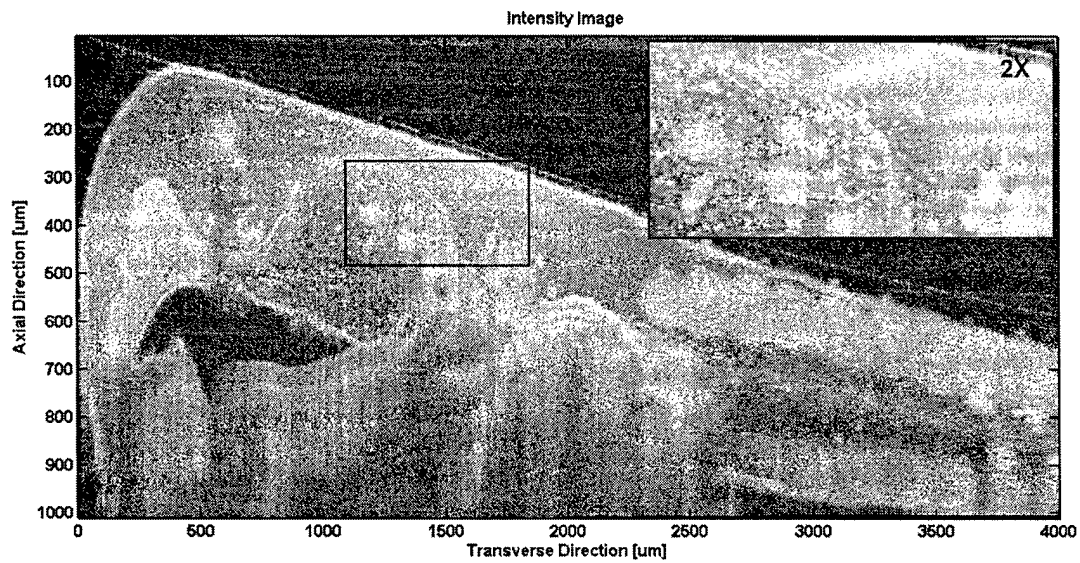 Intensity Image
2X
Axial Direction [um]
100
200
300
400
500
600
700
800
900
1000
0 500 1000 1500 2000 2500 3000 3500 4000
Transverse Direction [um]